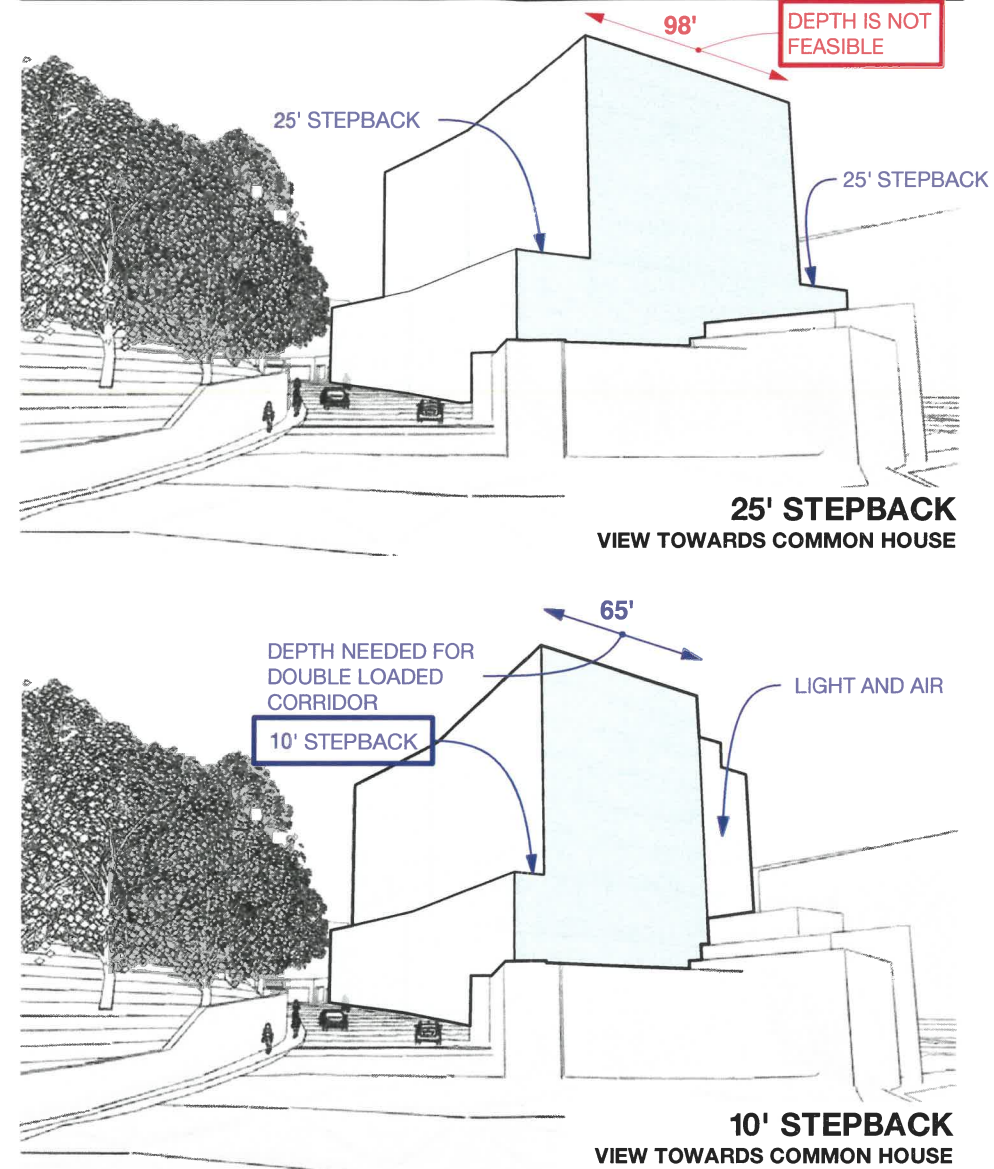 98'
DEPTH IS NOT
FEASIBLE
25' STEPBACK
25' STEPBACK
25' STEPBACK
VIEW TOWARDS COMMON HOUSE
65'
DEPTH NEEDED FOR
DOUBLE LOADED
CORRIDOR
LIGHT AND AIR
10' STEPBACK
10' STEPBACK
VIEW TOWARDS COMMON HOUSE